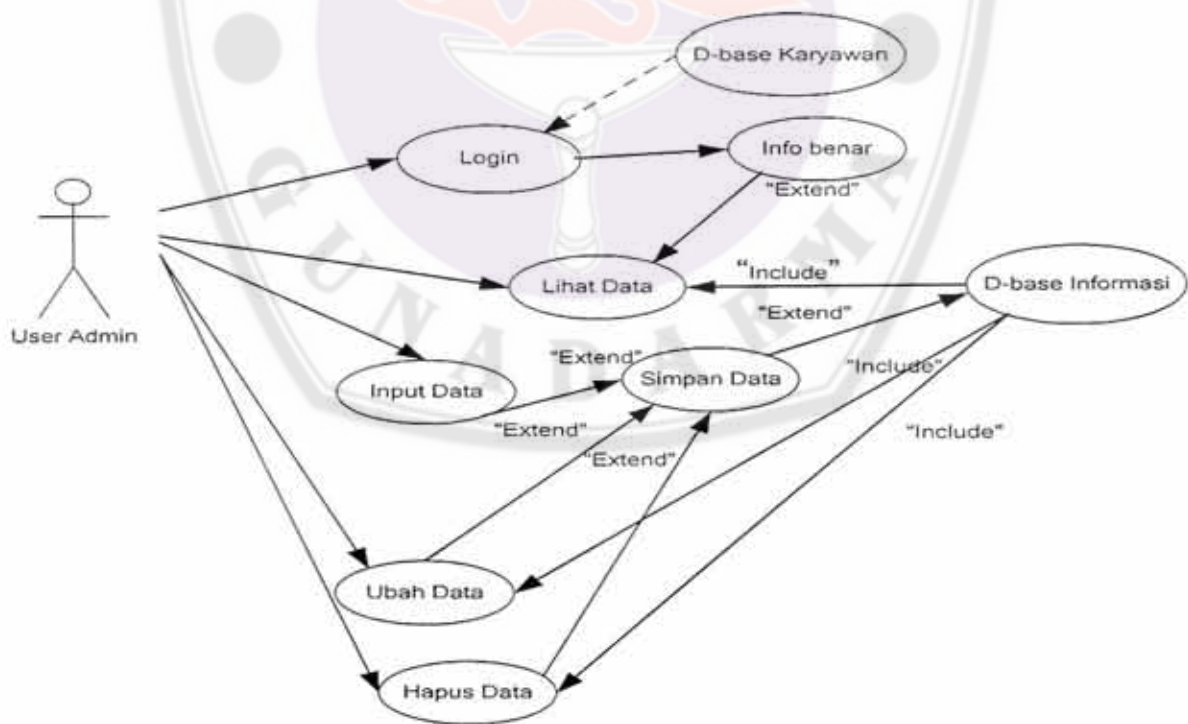 D-base Karyawan
Login
Info benar
"Extend"
User Admin
Lihat Data
“Include”
D-base Informasi
"Extend"
"Extend"
Simpan Data
"Include"
Input Data
"Extend"
"Include"
"Extend"
Ubah Data
Hapus Data
GUNADARMA